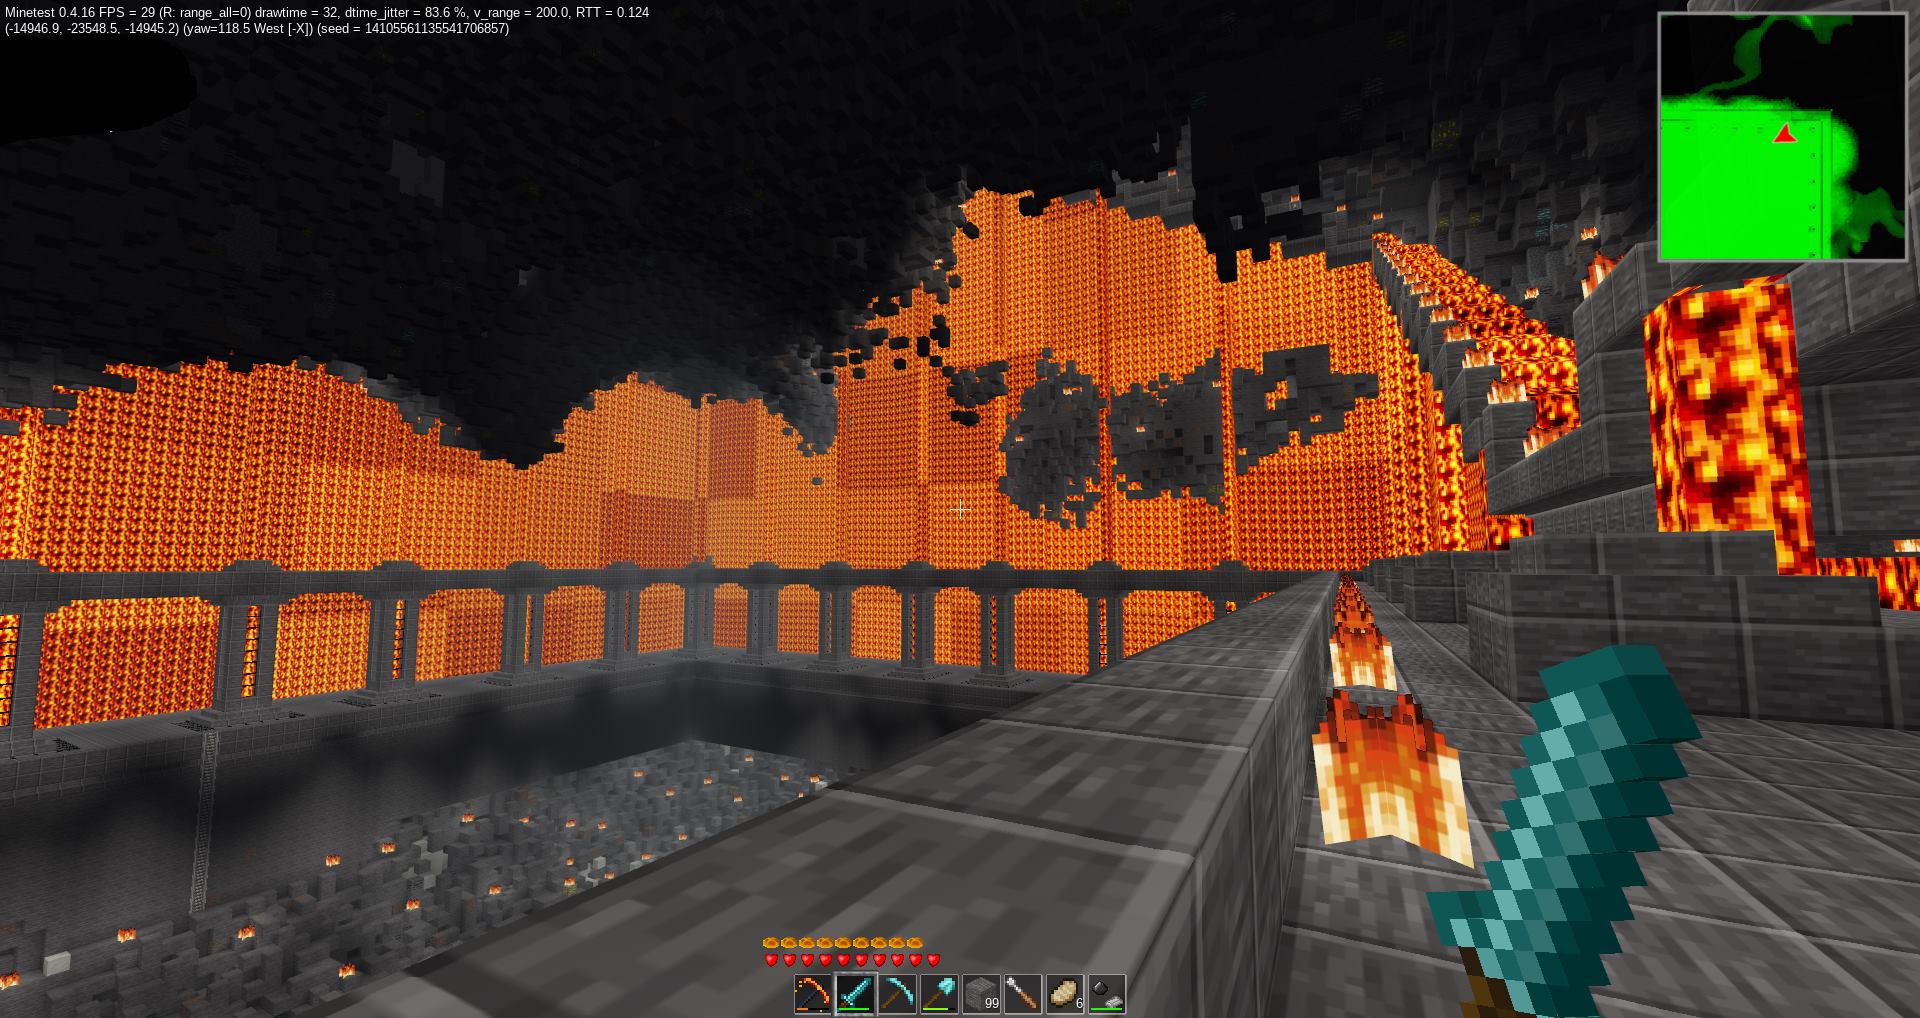 Minetest 0.4.16 FPS = 29 (R: range_all=0) drawtime = 32, dtime_jitter = 83.6 %, v_range = 200.0, RTT = 0.124
(-14946.9, -23548.5, -14945.2) (yaw=118.5 West [-X]) (seed = 14105561135541706857)
99 6